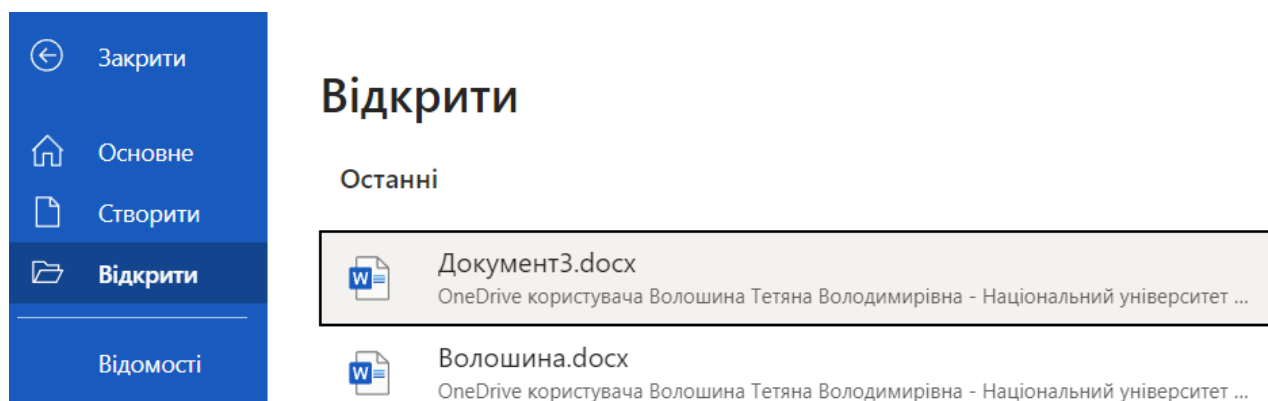 Закрити
Основне
Створити
Відкрити
Відомості
Відкрити
Останні
Документ3.docx
OneDrive користувача Волошина Тетяна Володимирівна - Національний університет ...
Волошина.docx
OneDrive користувача Волошина Тетяна Володимирівна - Національний університет ...